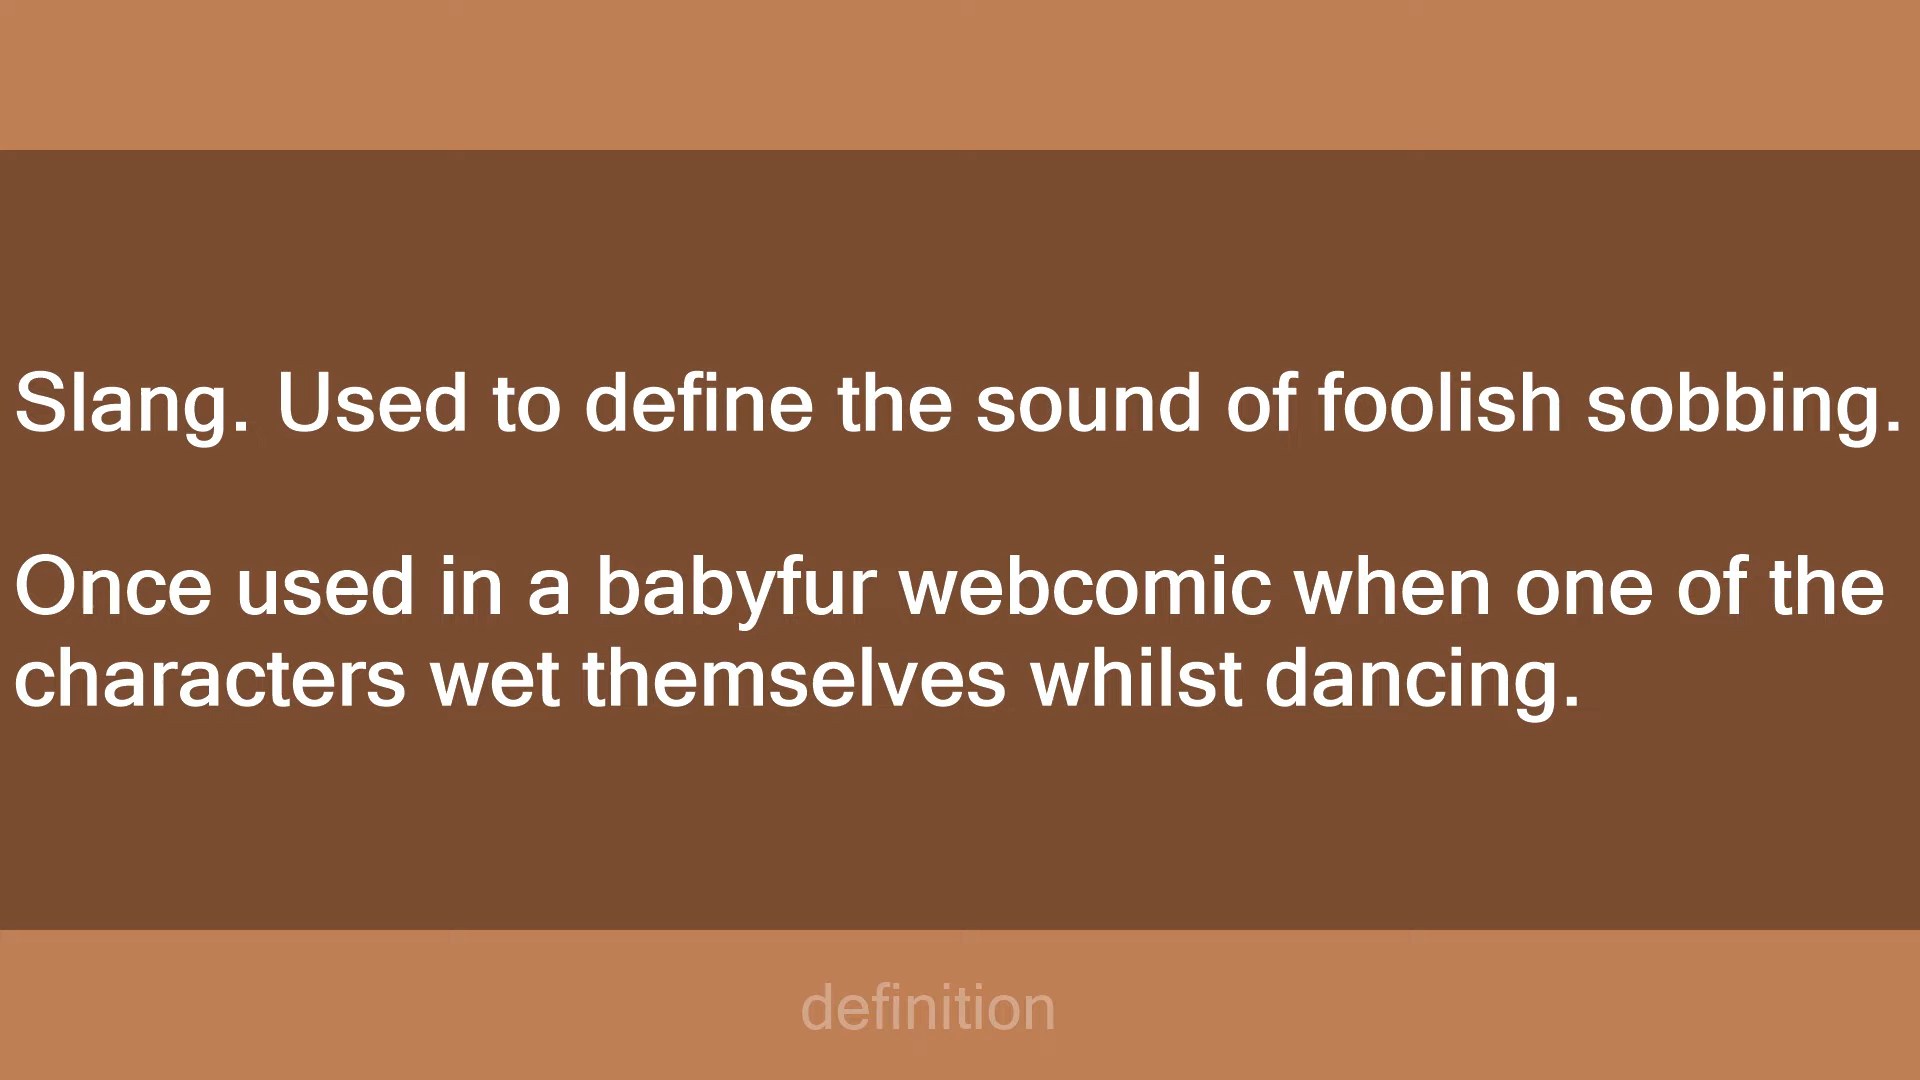 Slang. Used to define the sound of foolish sobbing.
Once used in a babyfur webcomic when one of the
characters wet themselves whilst dancing.
definition